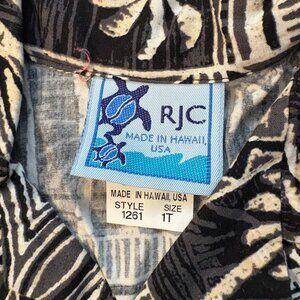 RJC
MADE IN HAWAII,
USA
MADE IN HAWAII, USA
STYLE SIZE
1261 1T